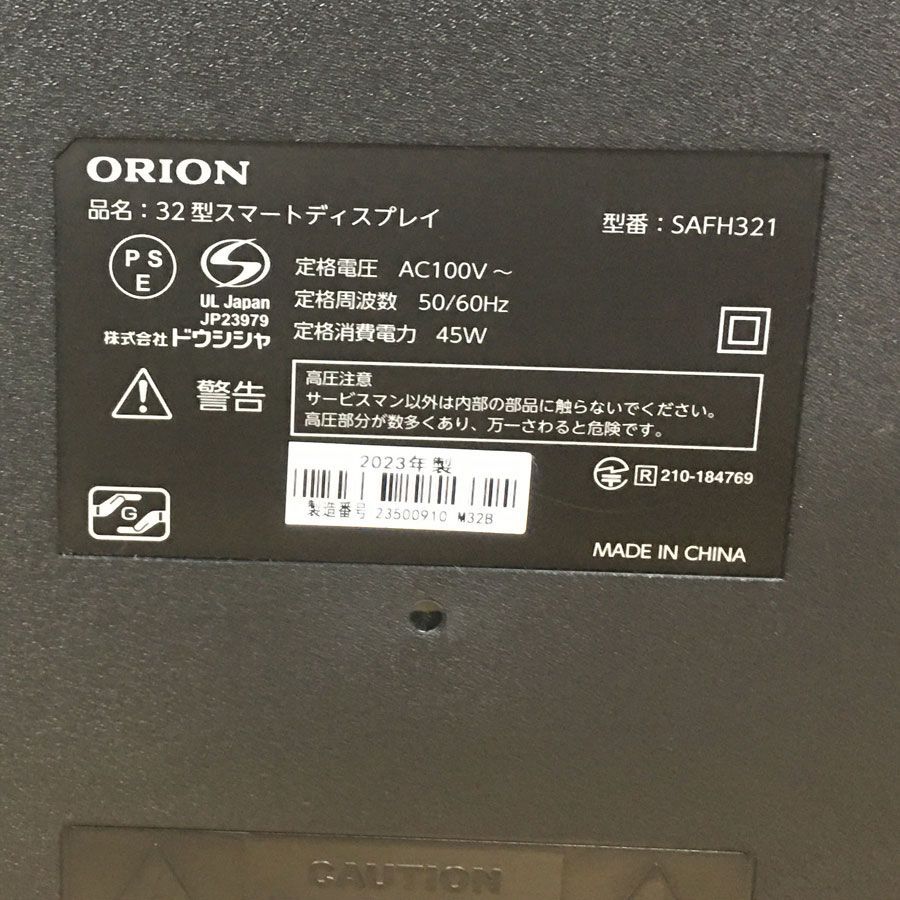 ORION
品名：32型スマートディスプレイ
型番：SAFH321
PS
E
UL Japan
JP23979
株式会社ドウシシャ
定格電圧 AC100V～
定格周波数 50/60Hz
定格消費電力 45W
警告
高圧注意
サービスマン以外は内部の部品に触らないでください。
高圧部分が数多くあり、万一さわると危険です。
2023年 製
製造番号 23500910 M32B
R 210-184769
G
MADE IN CHINA
CAUTION